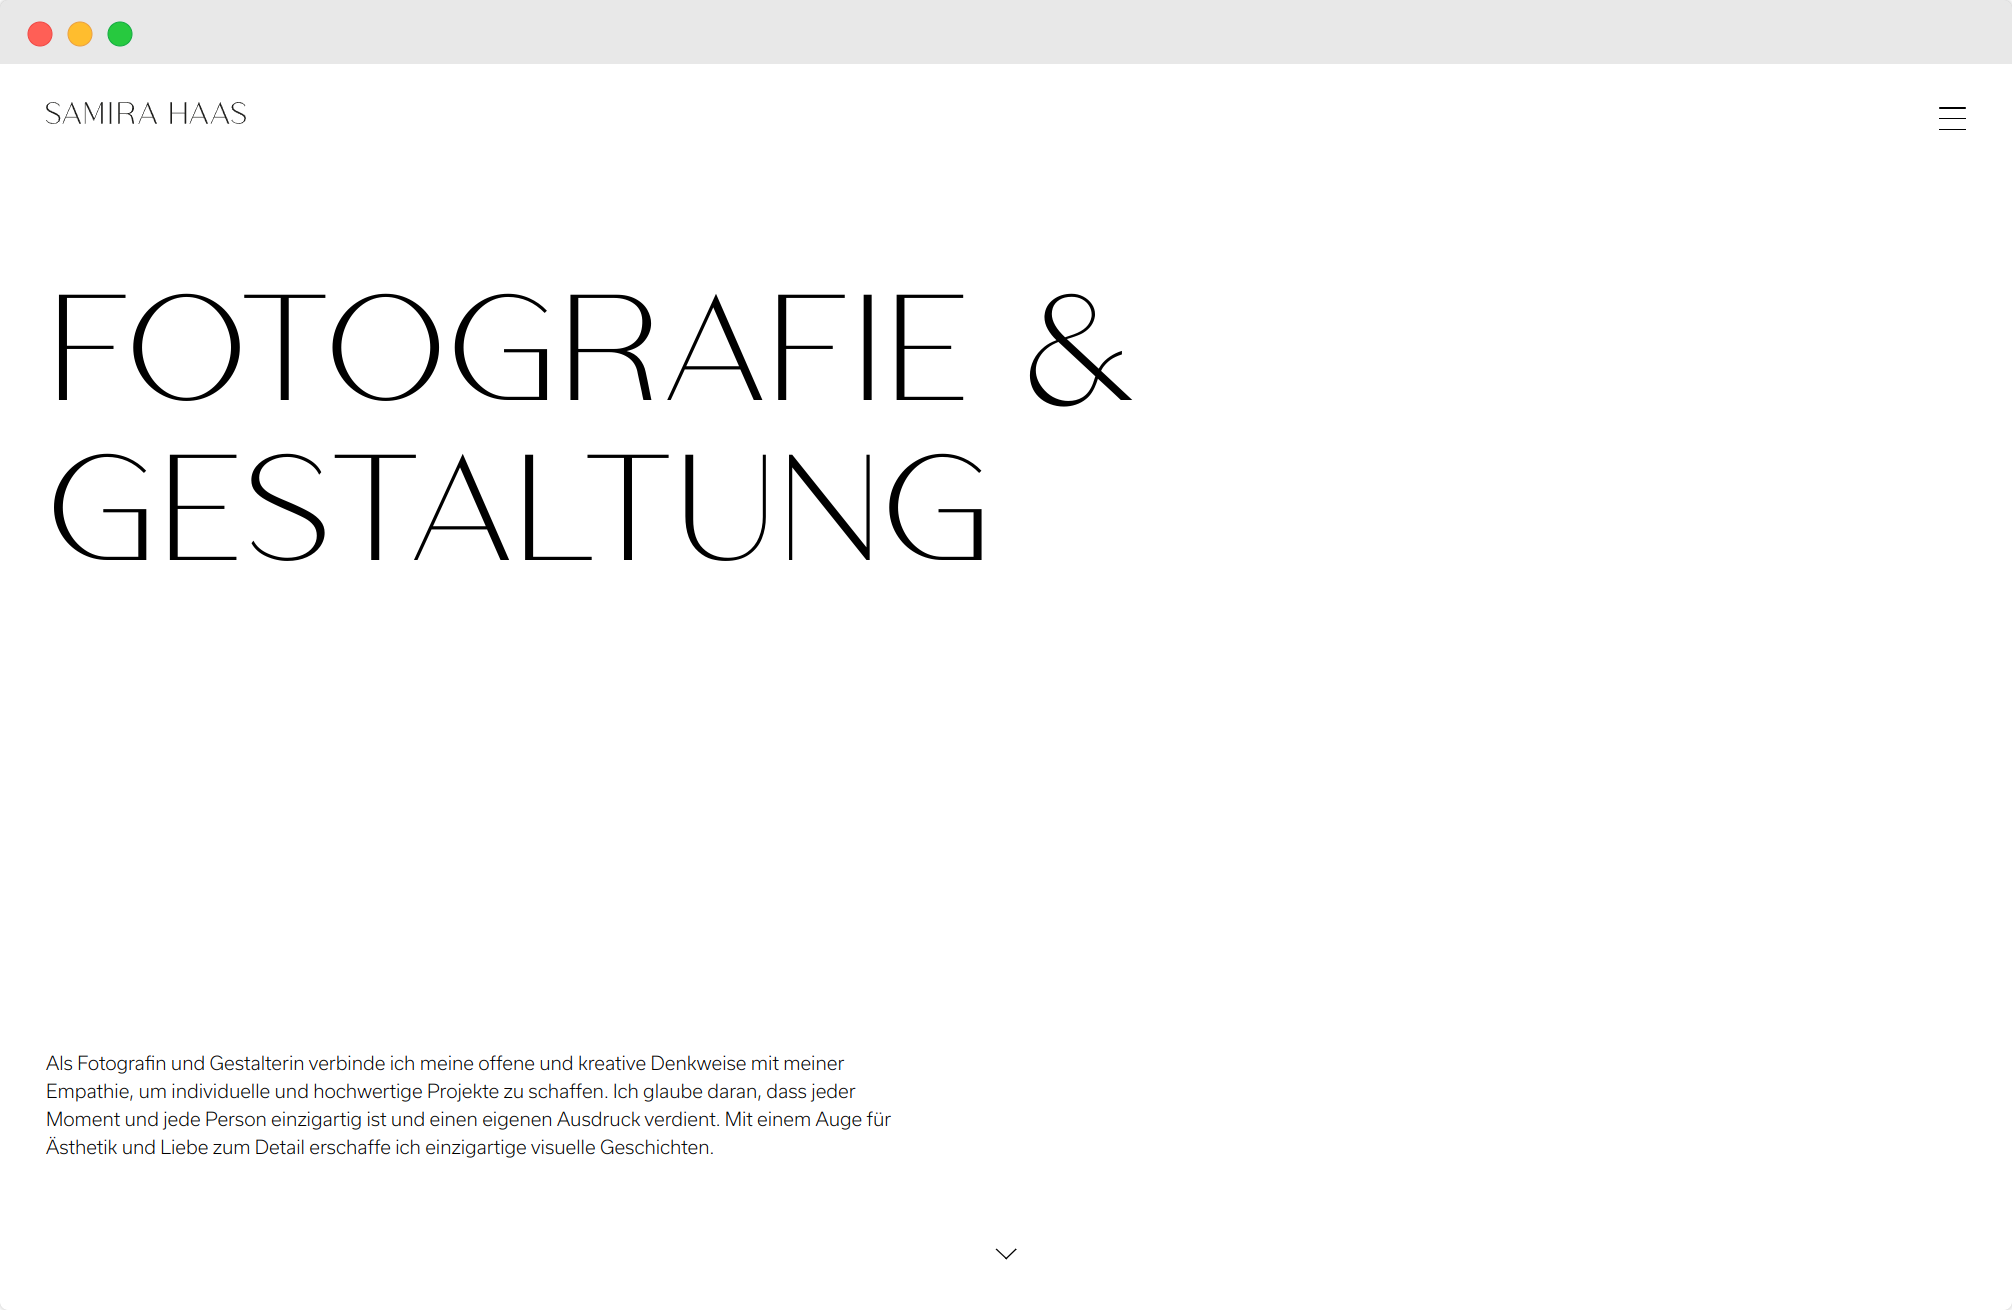 SAMIRA HAAS
FOTOGRAFIE &
GESTALTUNG
Als Fotografin und Gestalterin verbinde ich meine offene und kreative Denkweise mit meiner
Empathie, um individuelle und hochwertige Projekte zu schaffen. Ich glaube daran, dass jeder
Moment und jede Person einzigartig ist und einen eigenen Ausdruck verdient. Mit einem Auge für
Ästhetik und Liebe zum Detail erschaffe ich einzigartige visuelle Geschichten.